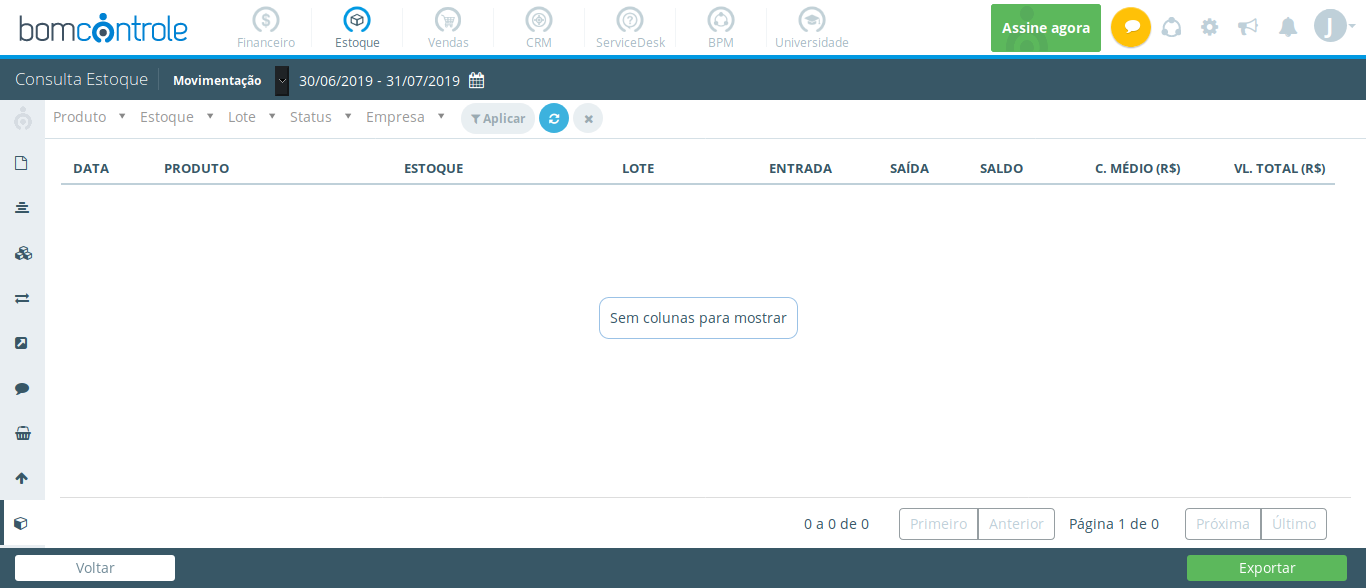 bomcontrole
Financeiro Estoque Vendas CRM ServiceDesk BPM Universidade
Assine agora
J
Consulta Estoque Movimentação 30/06/2019 - 31/07/2019
Produto Estoque Lote Status Empresa Aplicar
DATA PRODUTO ESTOQUE LOTE ENTRADA SAÍDA SALDO C. MÉDIO (R$) VL. TOTAL (R$)
Sem colunas para mostrar
0 a 0 de 0 Primeiro Anterior Página 1 de 0 Próxima Último
Voltar Exportar